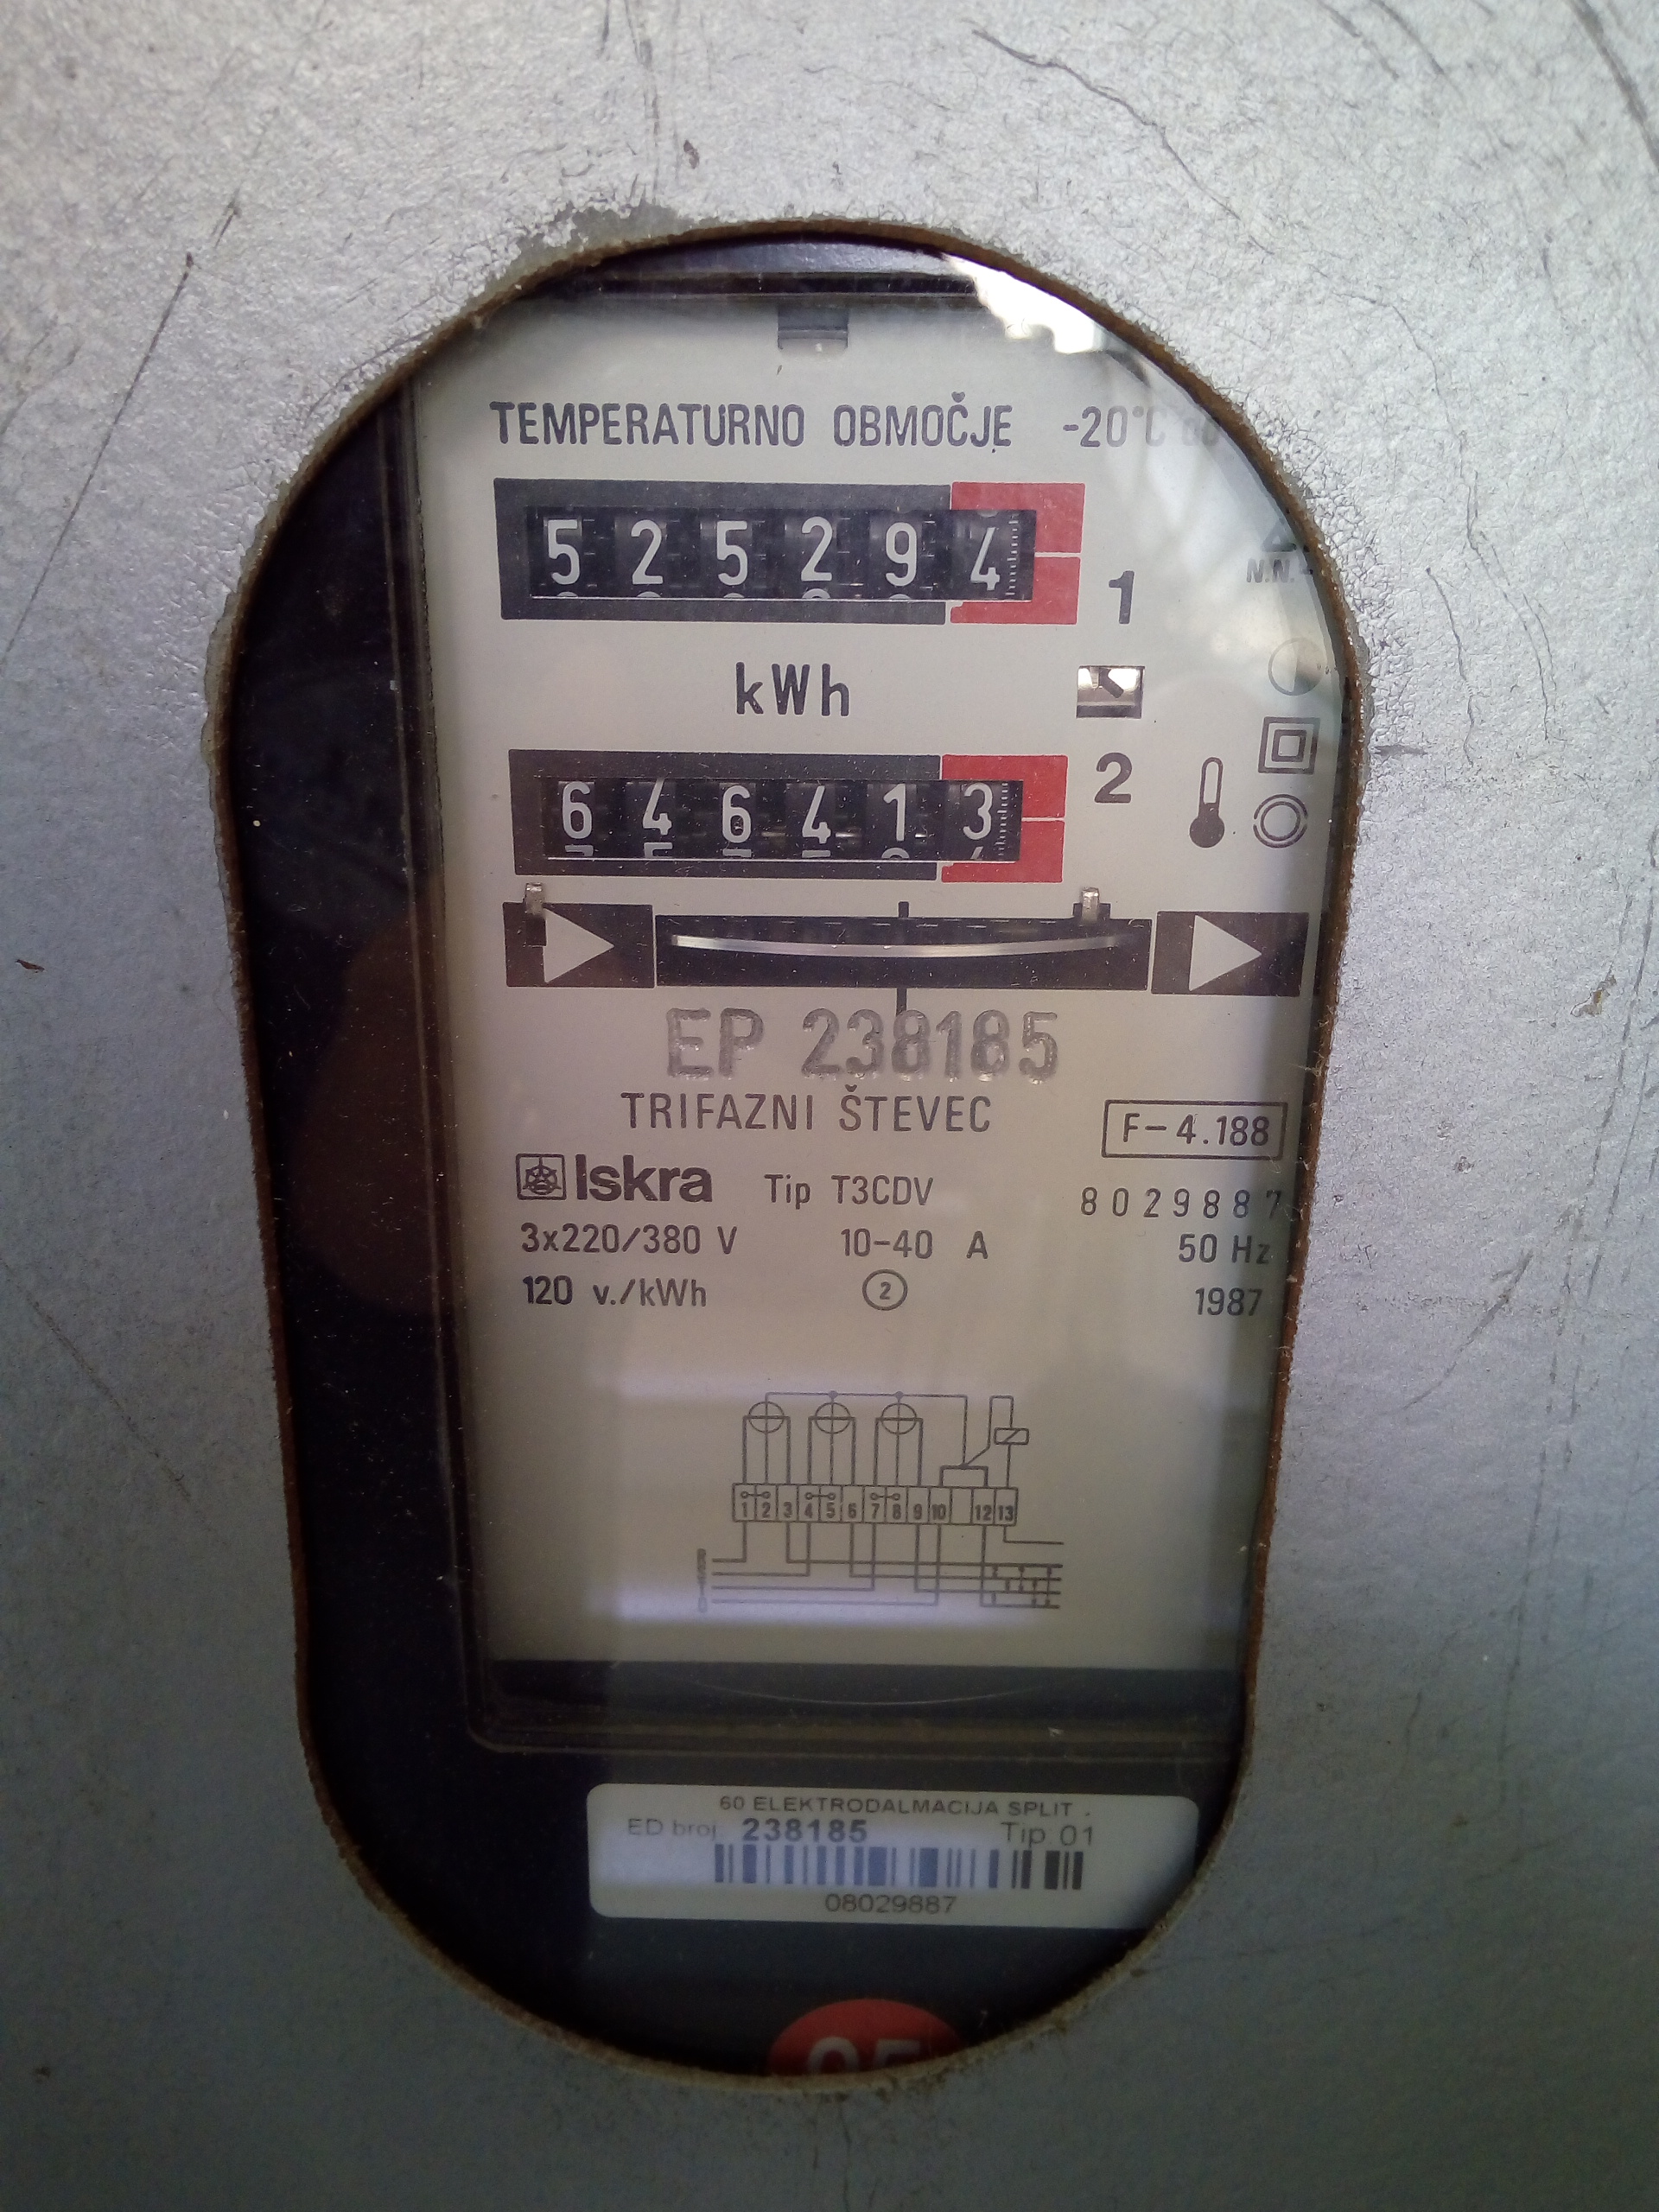 TEMPERATURNO OBMOČJE -20°C
525294
1
N.N.
kWh
646413
2
EP 238185
TRIFAZNI ŠTEVEC
F-4.188
Iskra Tip T3CDV 8029887
3x220/380 V 10-40 A 50 Hz
120 v./kWh 2 1987
1 2 3 4 5 6 7 8 9 10 12 13
60 ELEKTRODALMACIJA SPLIT .
ED broj 238185 Tip 01
08029887